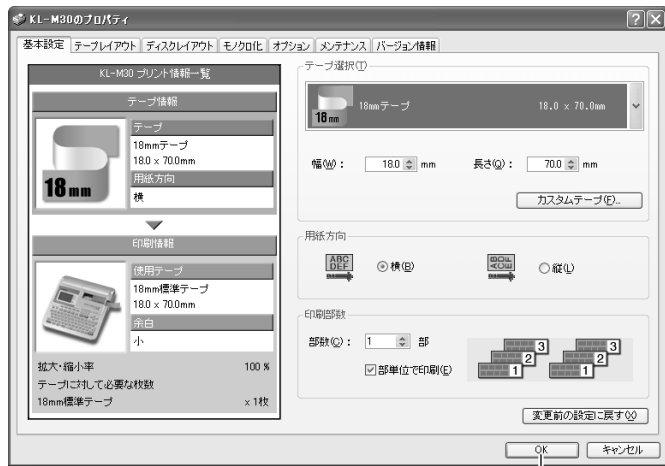 KL-M30のプロパティ
基本設定 テープレイアウト ディスクレイアウト モノクロ化 オプション メンテナンス バージョン情報
KL-M30 プリント情報一覧
テープ情報
18mm
テープ
18mmテープ
18.0 × 70.0mm
用紙方向
横
印刷情報
使用テープ
18mm標準テープ
18.0 × 70.0mm
余白
小
拡大・縮小率 100 %
テープに対して必要な枚数
18mm標準テープ × 1枚
テープ選択(T)
18mm 18mmテープ 18.0 × 70.0mm
幅(W): 18.0 mm 長さ(Q): 70.0 mm
カスタムテープ(F)...
用紙方向
ABC
DEF
横(B)
ABC
DEF
縦(L)
印刷部数
部数(C): 1 部
部単位で印刷(E)
3 3
2 2
1 1
変更前の設定に戻す(X)
OK キャンセル